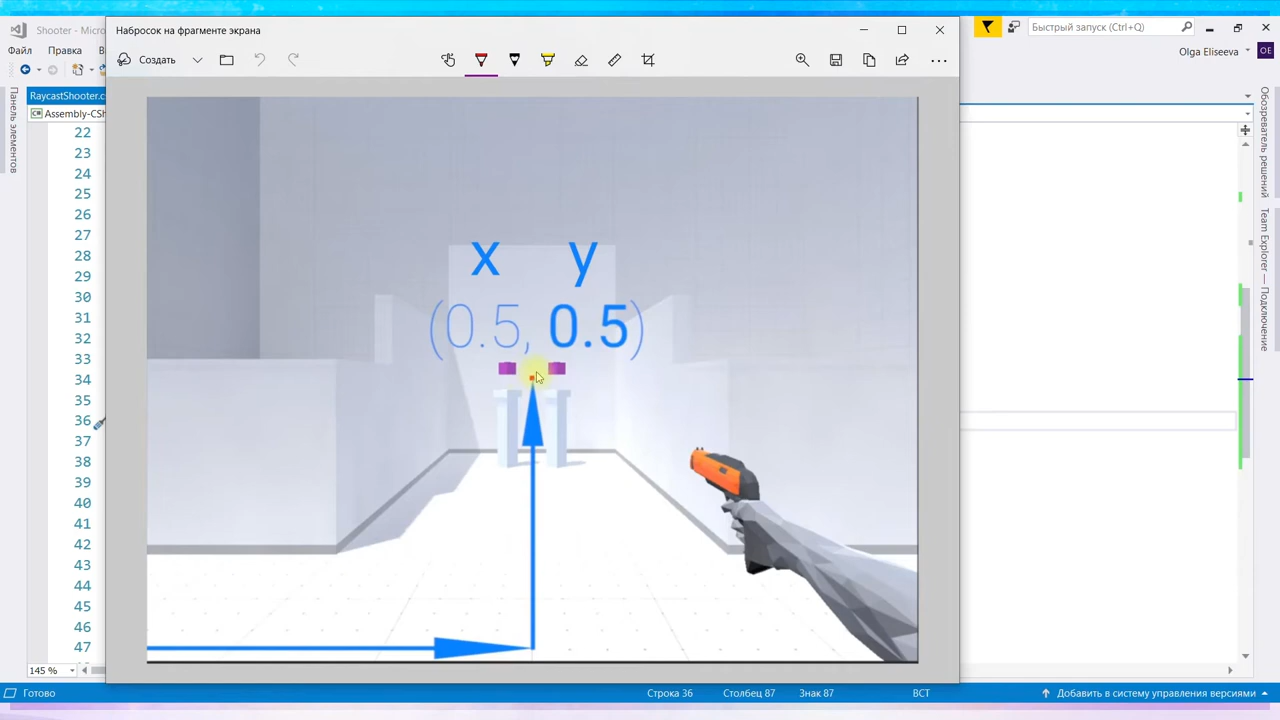 Shooter - Micro
Набросок на фрагменте экрана
Быстрый запуск (Ctrl+Q)
Файл
Правка
В
Olga Eliseeva
OE
Создать
RaycastShooter.c
Assembly-CSh
Панель элементов
Обозреватель решений
Team Explorer - Подключение
22
23
24
25
26
27
28
29
30
31
32
33
34
35
36
37
38
39
40
41
42
43
44
45
46
47
x y
(0.5, 0.5)
145 %
Готово
Строка 36
Столбец 87
Знак 87
ВСТ
Добавить в систему управления версиями